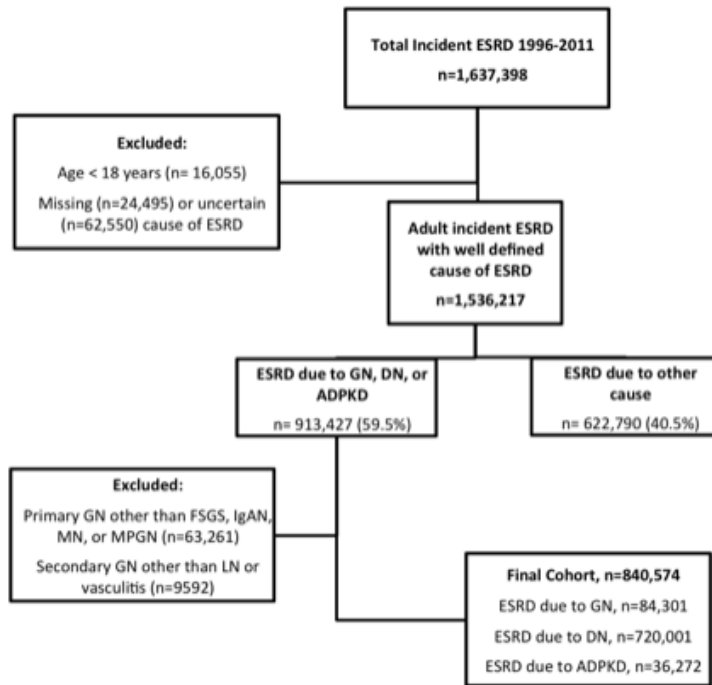 Total Incident ESRD 1996-2011
n=1,637,398
Excluded:
Age < 18 years (n= 16,055)
Missing (n=24,495) or uncertain
(n=62,550) cause of ESRD
Adult incident ESRD
with well defined
cause of ESRD
n=1,536,217
ESRD due to GN, DN, or
ADPKD
n= 913,427 (59.5%)
ESRD due to other
cause
n= 622,790 (40.5%)
Excluded:
Primary GN other than FSGS, IgAN,
MN, or MPGN (n=63,261)
Secondary GN other than LN or
vasculitis (n=9592)
Final Cohort, n=840,574
ESRD due to GN, n=84,301
ESRD due to DN, n=720,001
ESRD due to ADPKD, n=36,272